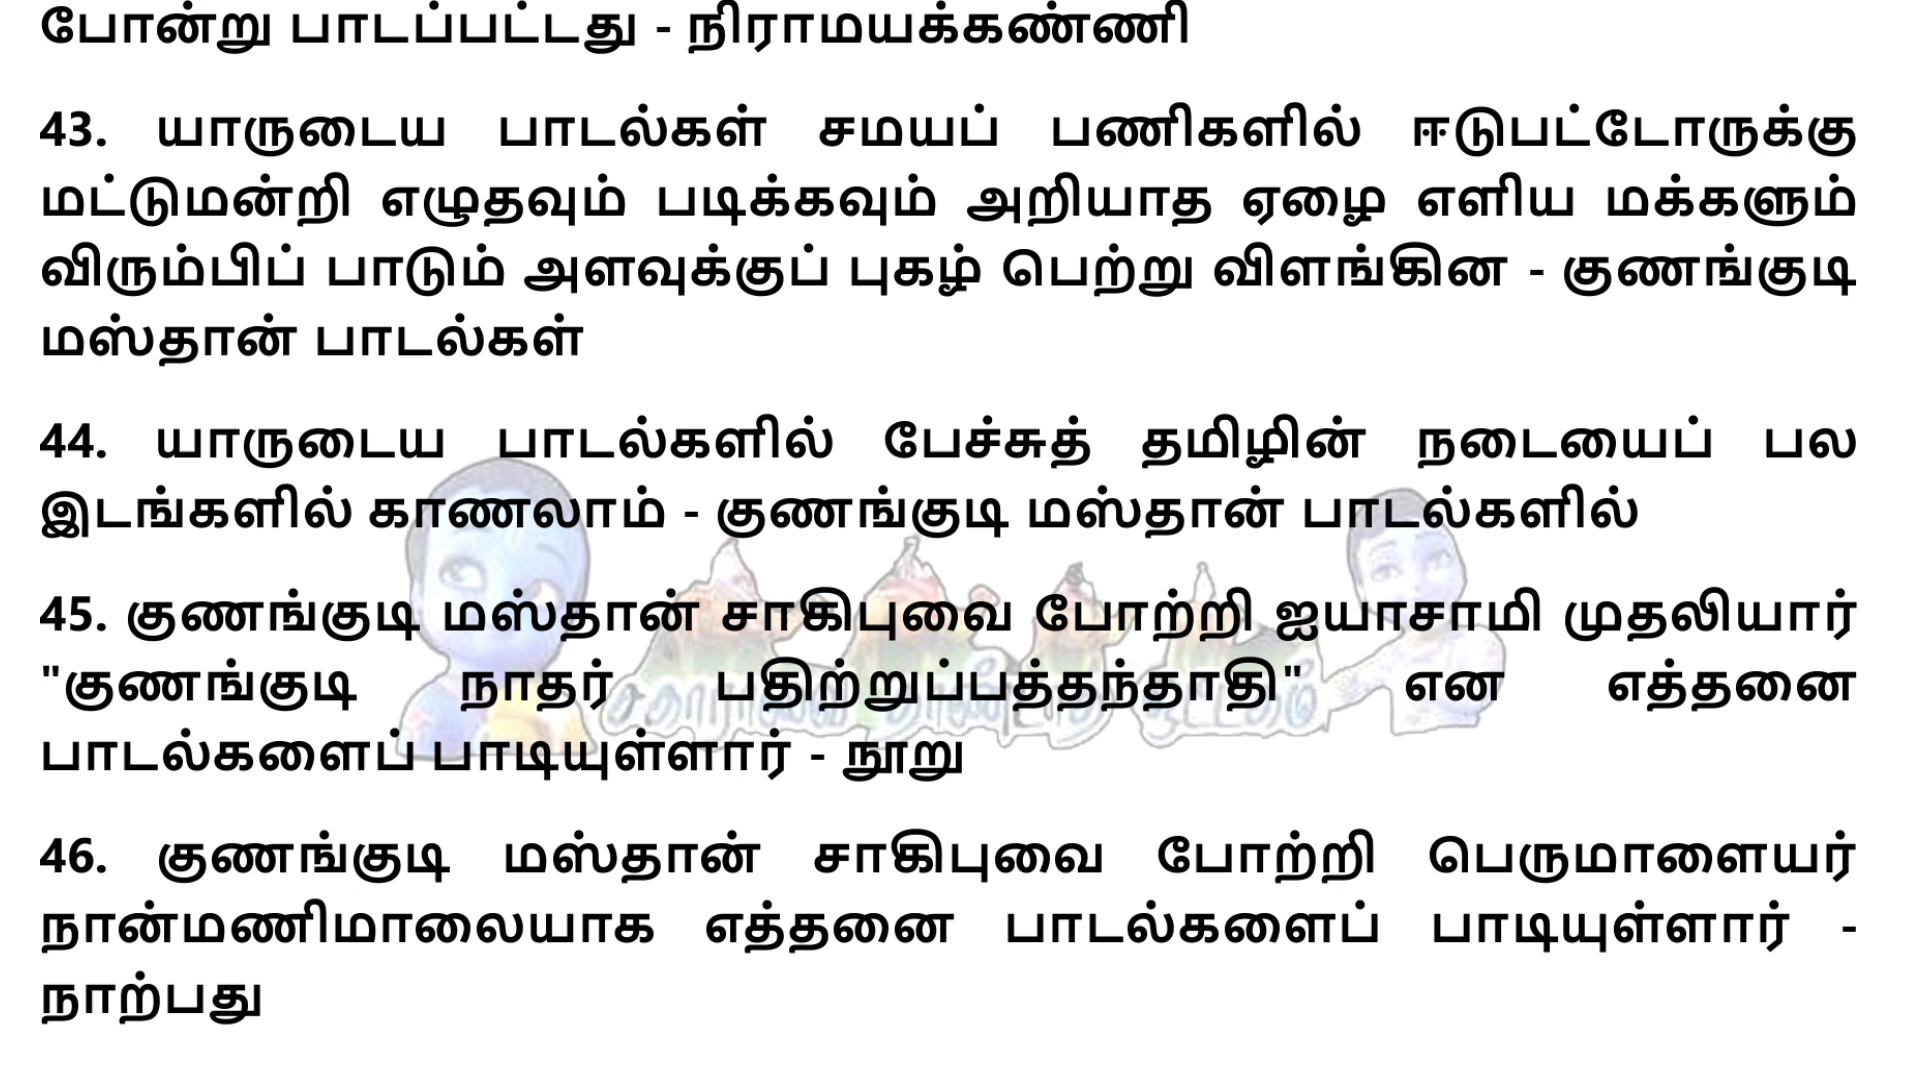 போன்று பாடப்பட்டது - நிராமயக்கண்ணி
43. யாருடைய பாடல்கள் சமயப் பணிகளில் ஈடுபட்டோருக்கு
மட்டுமன்றி எழுதவும் படிக்கவும் அறியாத ஏழை எளிய மக்களும்
விரும்பிப் பாடும் அளவுக்குப் புகழ் பெற்று விளங்கின - குணங்குடி
மஸ்தான் பாடல்கள்
44. யாருடைய பாடல்களில் பேச்சுத் தமிழின் நடையைப் பல
இடங்களில் காணலாம் - குணங்குடி மஸ்தான் பாடல்களில்
45. குணங்குடி மஸ்தான் சாகிபுவை போற்றி ஐயாசாமி முதலியார்
"குணங்குடி நாதர் பதிற்றுப்பத்தந்தாதி" என எத்தனை
பாடல்களைப் பாடியுள்ளார் - நூறு
46. குணங்குடி மஸ்தான் சாகிபுவை போற்றி பெருமாளையர்
நான்மணிமாலையாக எத்தனை பாடல்களைப் பாடியுள்ளார் -
நாற்பது